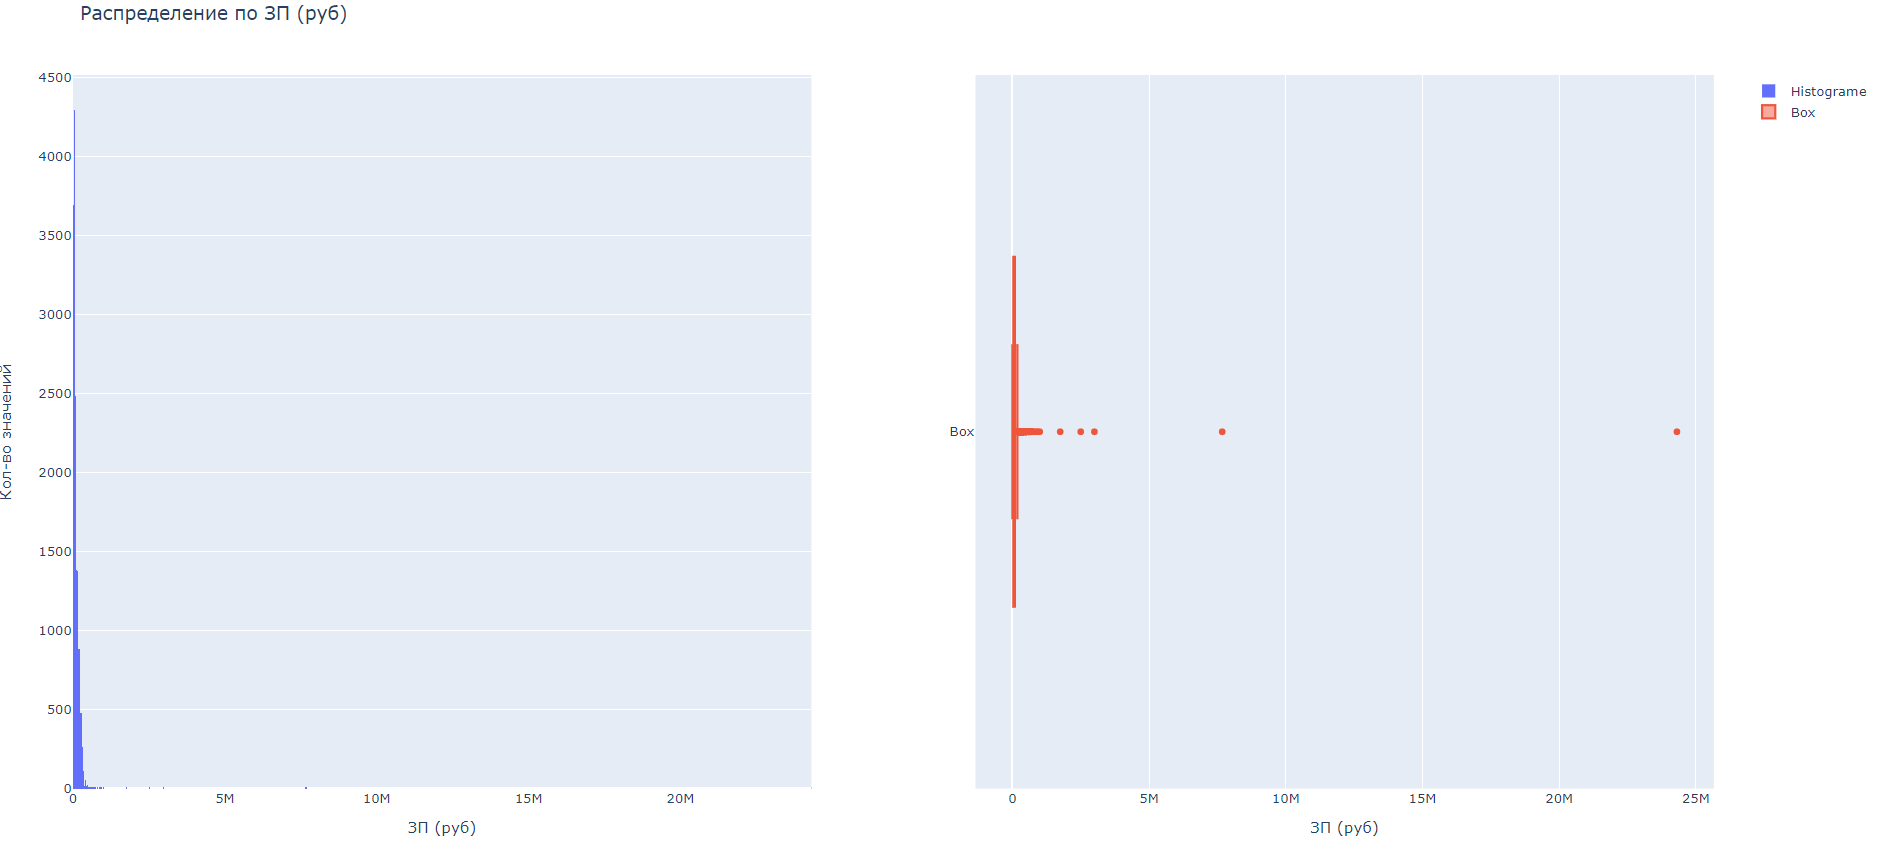 Распределение по ЗП (руб)
4500
4000
3500
3000
2500
2000
1500
1000
500
0
Кол-во значений
0 5M 10M 15M 20M
ЗП (руб)
Box
0 5M 10M 15M 20M 25M
ЗП (руб)
Histograme
Box